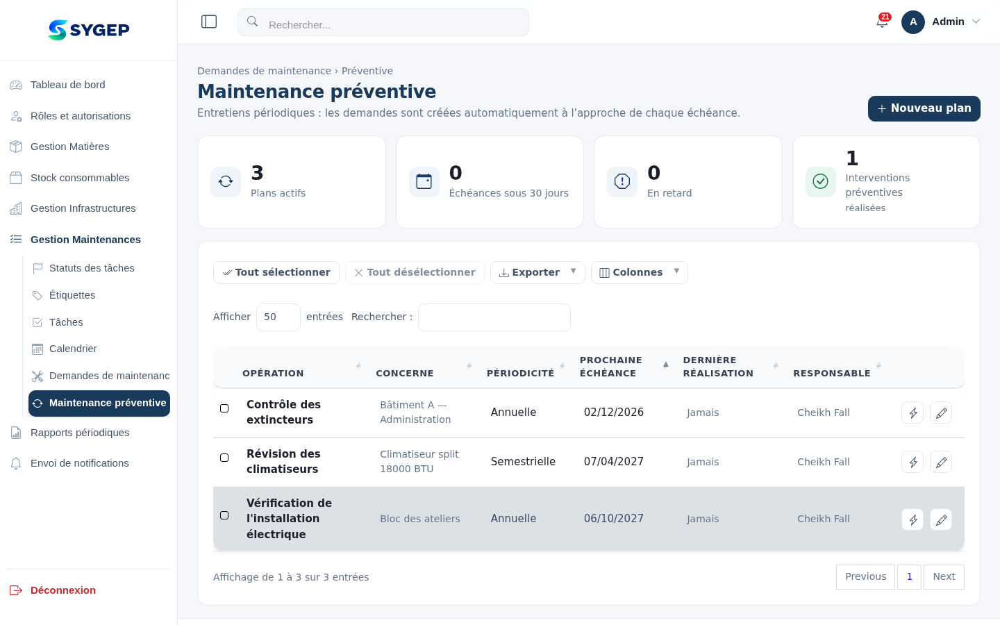 SYGEP
Rechercher...
21
A
Admin
Tableau de bord
Rôles et autorisations
Gestion Matières
Stock consommables
Gestion Infrastructures
Gestion Maintenances
Statuts des tâches
Étiquettes
Tâches
Calendrier
Demandes de maintenanc
Maintenance préventive
Rapports périodiques
Envoi de notifications
Déconnexion
Demandes de maintenance › Préventive
Maintenance préventive
Entretiens périodiques : les demandes sont créées automatiquement à l'approche de chaque échéance.
Nouveau plan
3
Plans actifs
0
Échéances sous 30 jours
0
En retard
1
Interventions
préventives
réalisées
Tout sélectionner
Tout désélectionner
Exporter ▼
Colonnes ▼
Afficher 50 entrées Rechercher :
OPÉRATION
CONCERNE
PÉRIODICITÉ
PROCHAINE
ÉCHÉANCE
DERNIÈRE
RÉALISATION
RESPONSABLE
Contrôle des
extincteurs
Bâtiment A —
Administration
Annuelle
02/12/2026
Jamais
Cheikh Fall
Révision des
climatiseurs
Climatiseur split
18000 BTU
Semestrielle
07/04/2027
Jamais
Cheikh Fall
Vérification de
l'installation
électrique
Bloc des ateliers
Annuelle
06/10/2027
Jamais
Cheikh Fall
Affichage de 1 à 3 sur 3 entrées
Previous 1 Next